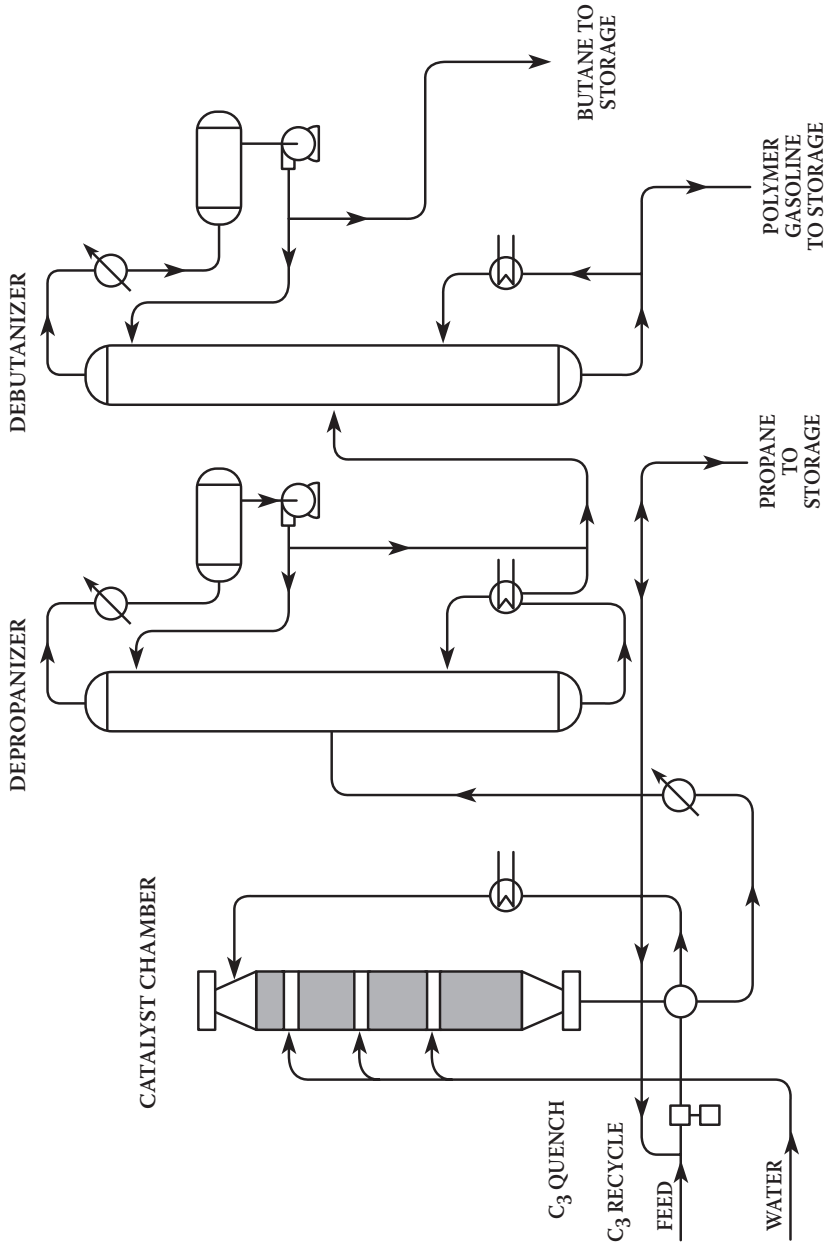 DEBUTANIZER
BUTANE TO
STORAGE
POLYMER
GASOLINE
TO STORAGE
DEPROPANIZER
PROPANE
TO
STORAGE
CATALYST CHAMBER
C3 QUENCH
C3 RECYCLE
FEED
WATER